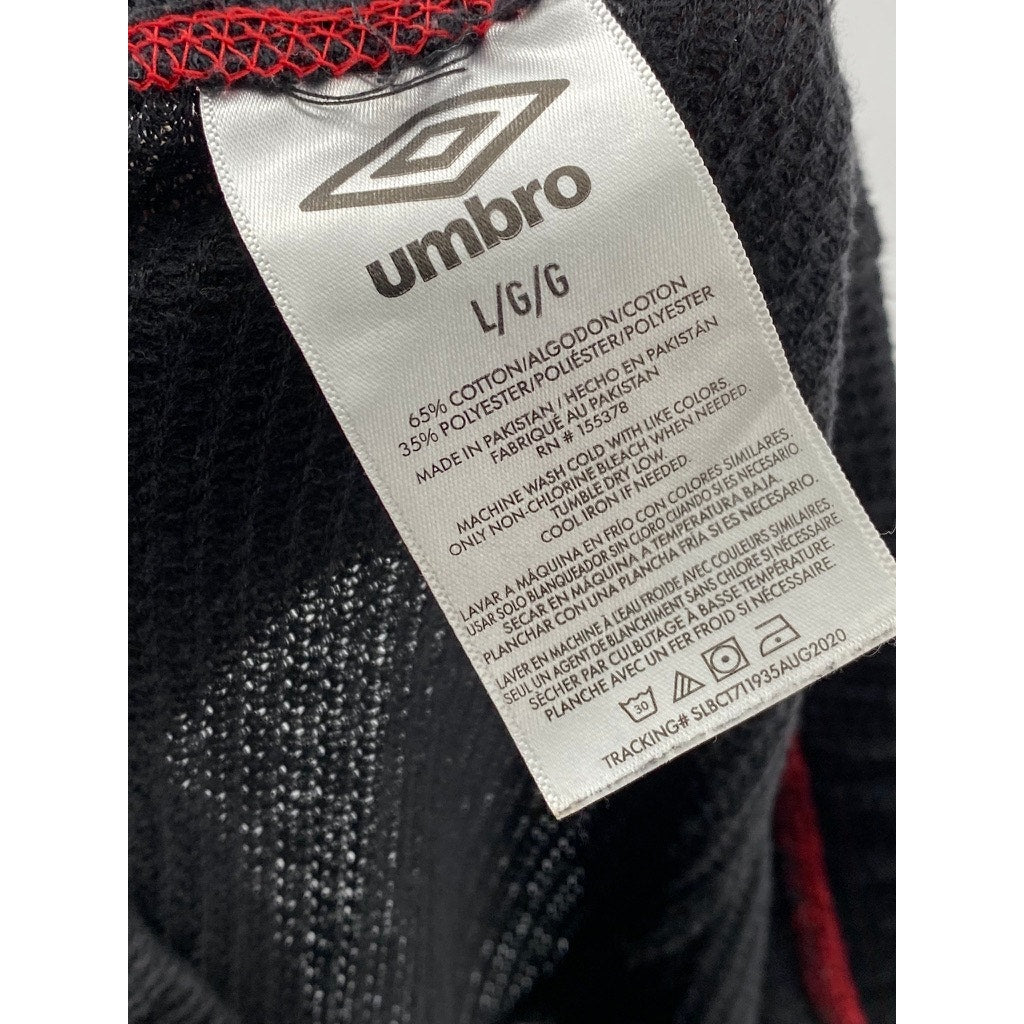 umbro
L/G/G
65% COTTON/ALGODON/COTON
35% POLYESTER/POLIÉSTER/POLYESTER
MADE IN PAKISTAN / HECHO EN PAKISTÁN
FABRIQUÉ AU PAKISTAN
RN # 155378
MACHINE WASH COLD WITH LIKE COLORS.
ONLY NON-CHLORINE BLEACH WHEN NEEDED.
TUMBLE DRY LOW.
COOL IRON IF NEEDED.
LAVAR A MÁQUINA EN FRÍO CON COLORES SIMILARES.
USAR SOLO BLANQUEADOR SIN CLORO CUANDO SI ES NECESARIO.
SECAR EN MÁQUINA A TEMPERATURA BAJA.
PLANCHAR CON UNA PLANCHA FRÍA SI ES NECESARIO.
LAVER EN MACHINE À L'EAU FROIDE AVEC COULEURS SIMILAIRES.
SEUL UN AGENT DE BLANCHIMENT SANS CHLORE SI NÉCESSAIRE.
SÈCHER PAR CULBUTAGE À BASSE TEMPÉRATURE.
PLANCHE AVEC UN FER FROID SI NÉCESSAIRE.
30
TRACKING# SLBCT711935AUG2020